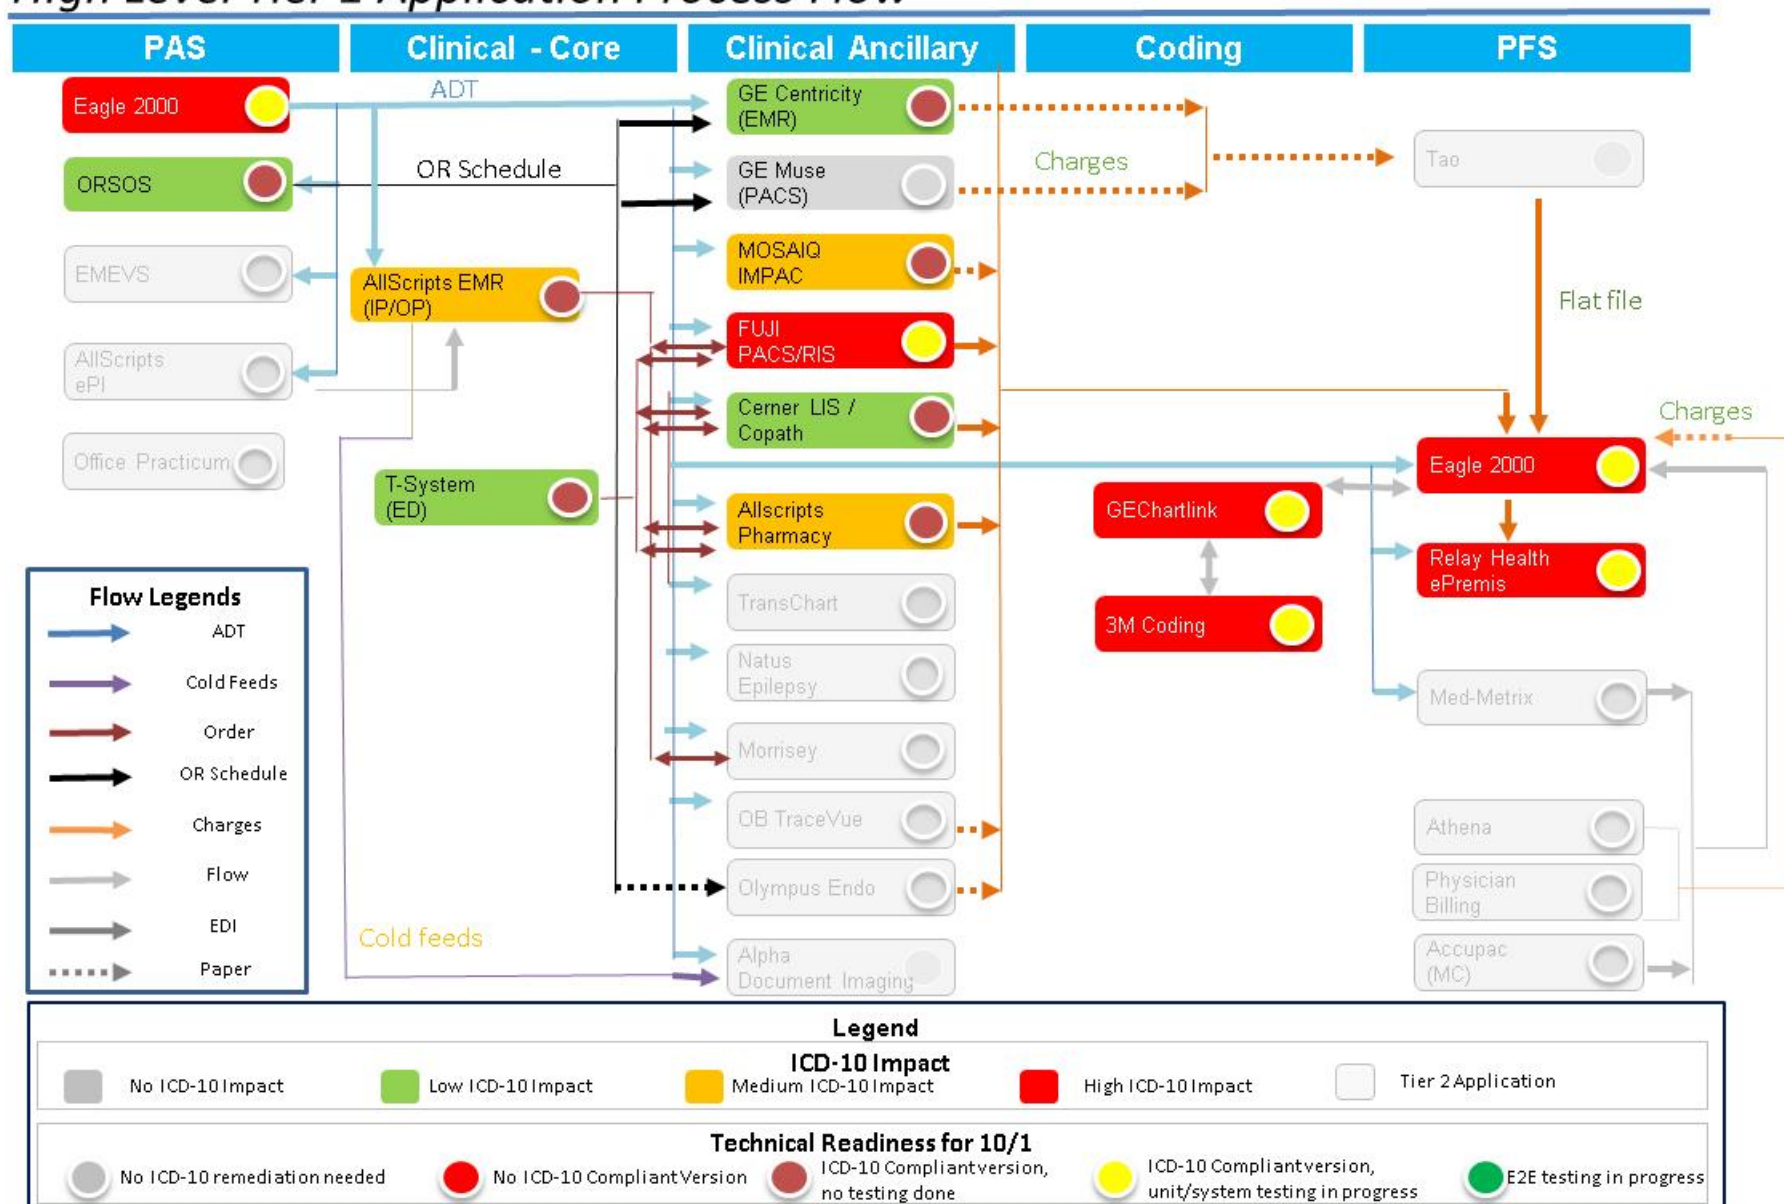 High Level Tier 1 Application Process Flow
PAS
Clinical - Core
Clinical Ancillary
Coding
PFS
Eagle 2000
ORSOS
EMEVS
AllScripts
ePI
Office Practicum
ADT
OR Schedule
AllScripts EMR
(IP/OP)
T-System
(ED)
Cold feeds
GE Centricity
(EMR)
GE Muse
(PACS)
MOSAIQ
IMPAC
FUJI
PACS/RIS
Cerner LIS /
Copath
Allscripts
Pharmacy
TransChart
Natus
Epilepsy
Morrisey
OB TraceVue
Olympus Endo
Alpha
Document Imaging
Charges
GEChartlink
3M Coding
Tao
Flat file
Charges
Eagle 2000
Relay Health
ePremis
Med-Metrix
Athena
Physician
Billing
Accupac
(MC)
Flow Legends
ADT
Cold Feeds
Order
OR Schedule
Charges
Flow
EDI
Paper
Legend
ICD-10 Impact
No ICD-10 Impact
Low ICD-10 Impact
Medium ICD-10 Impact
High ICD-10 Impact
Tier 2 Application
Technical Readiness for 10/1
No ICD-10 remediation needed
No ICD-10 Compliant Version
ICD-10 Compliant version,
no testing done
ICD-10 Compliant version,
unit/system testing in progress
E2E testing in progress